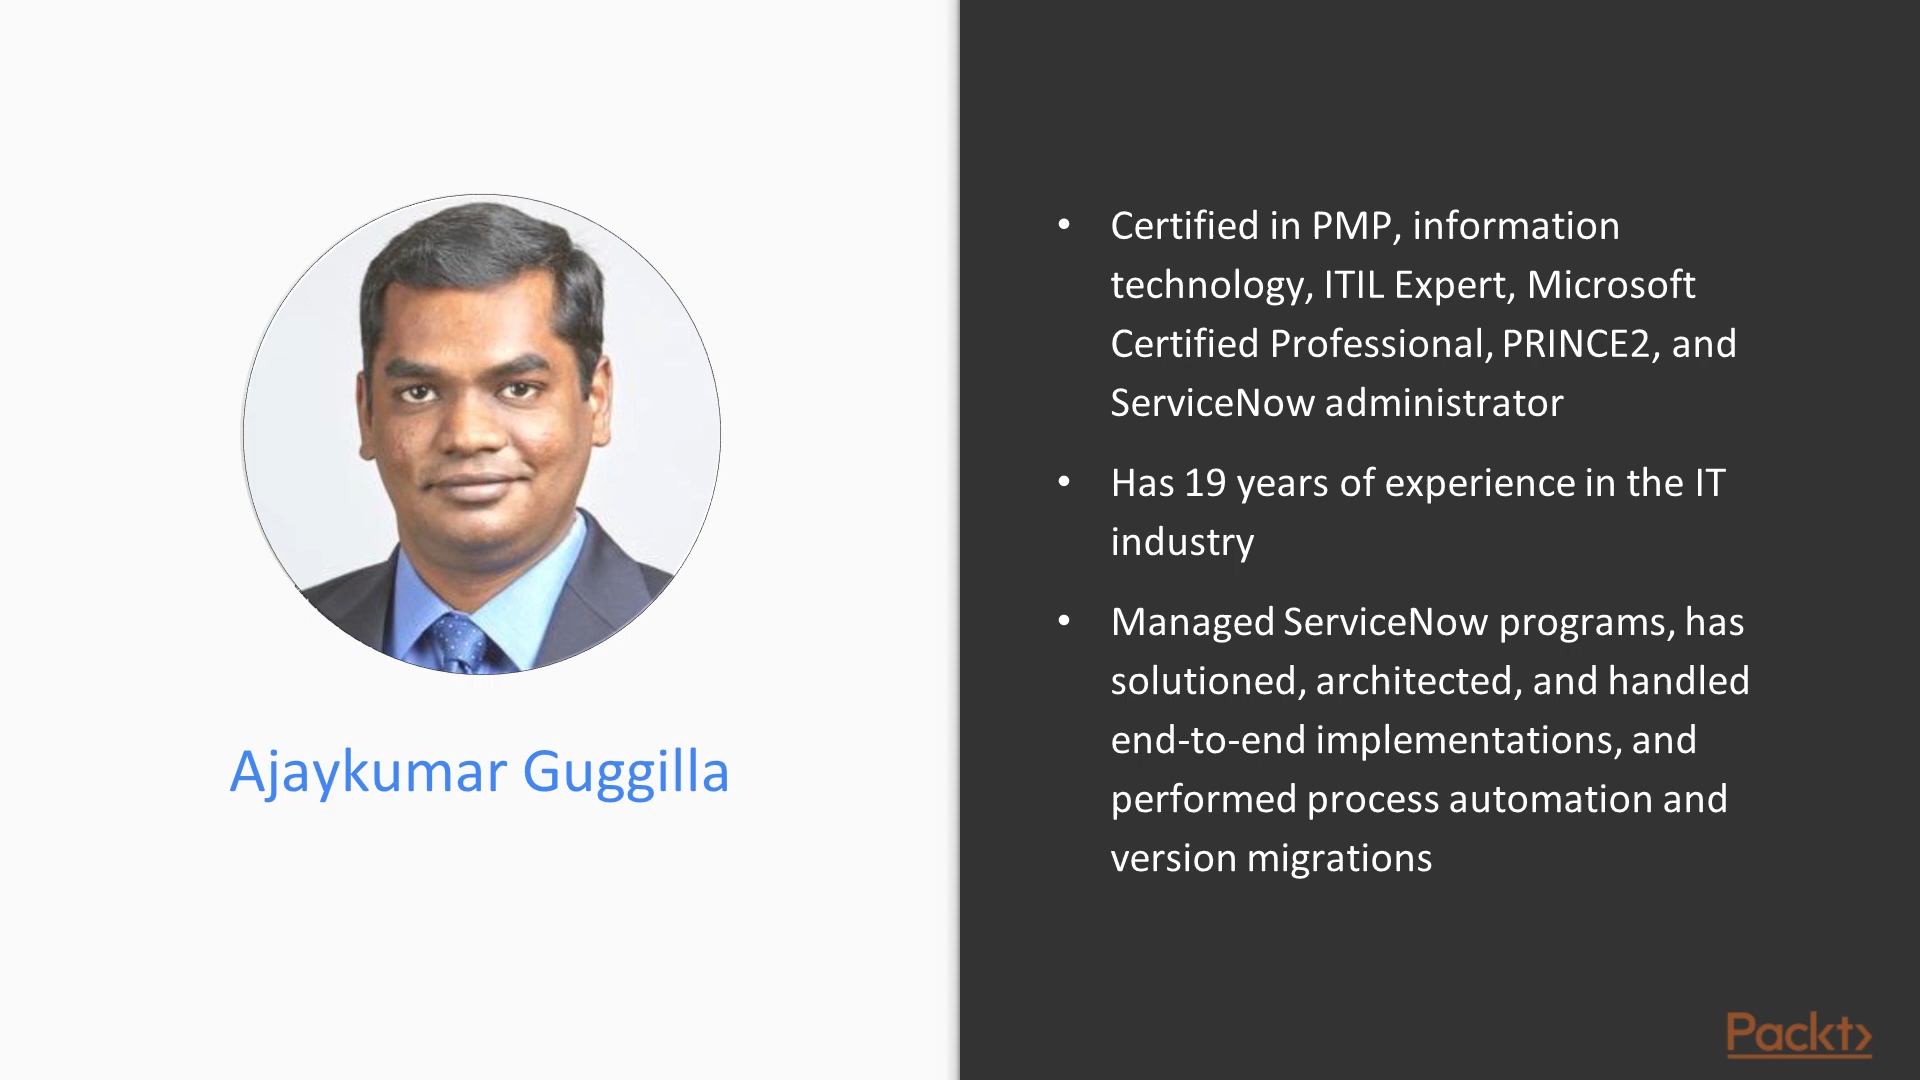 Ajaykumar Guggilla
• Certified in PMP, information
technology, ITIL Expert, Microsoft
Certified Professional, PRINCE2, and
ServiceNow administrator
• Has 19 years of experience in the IT
industry
• Managed ServiceNow programs, has
solutioned, architected, and handled
end-to-end implementations, and
performed process automation and
version migrations
Packt>